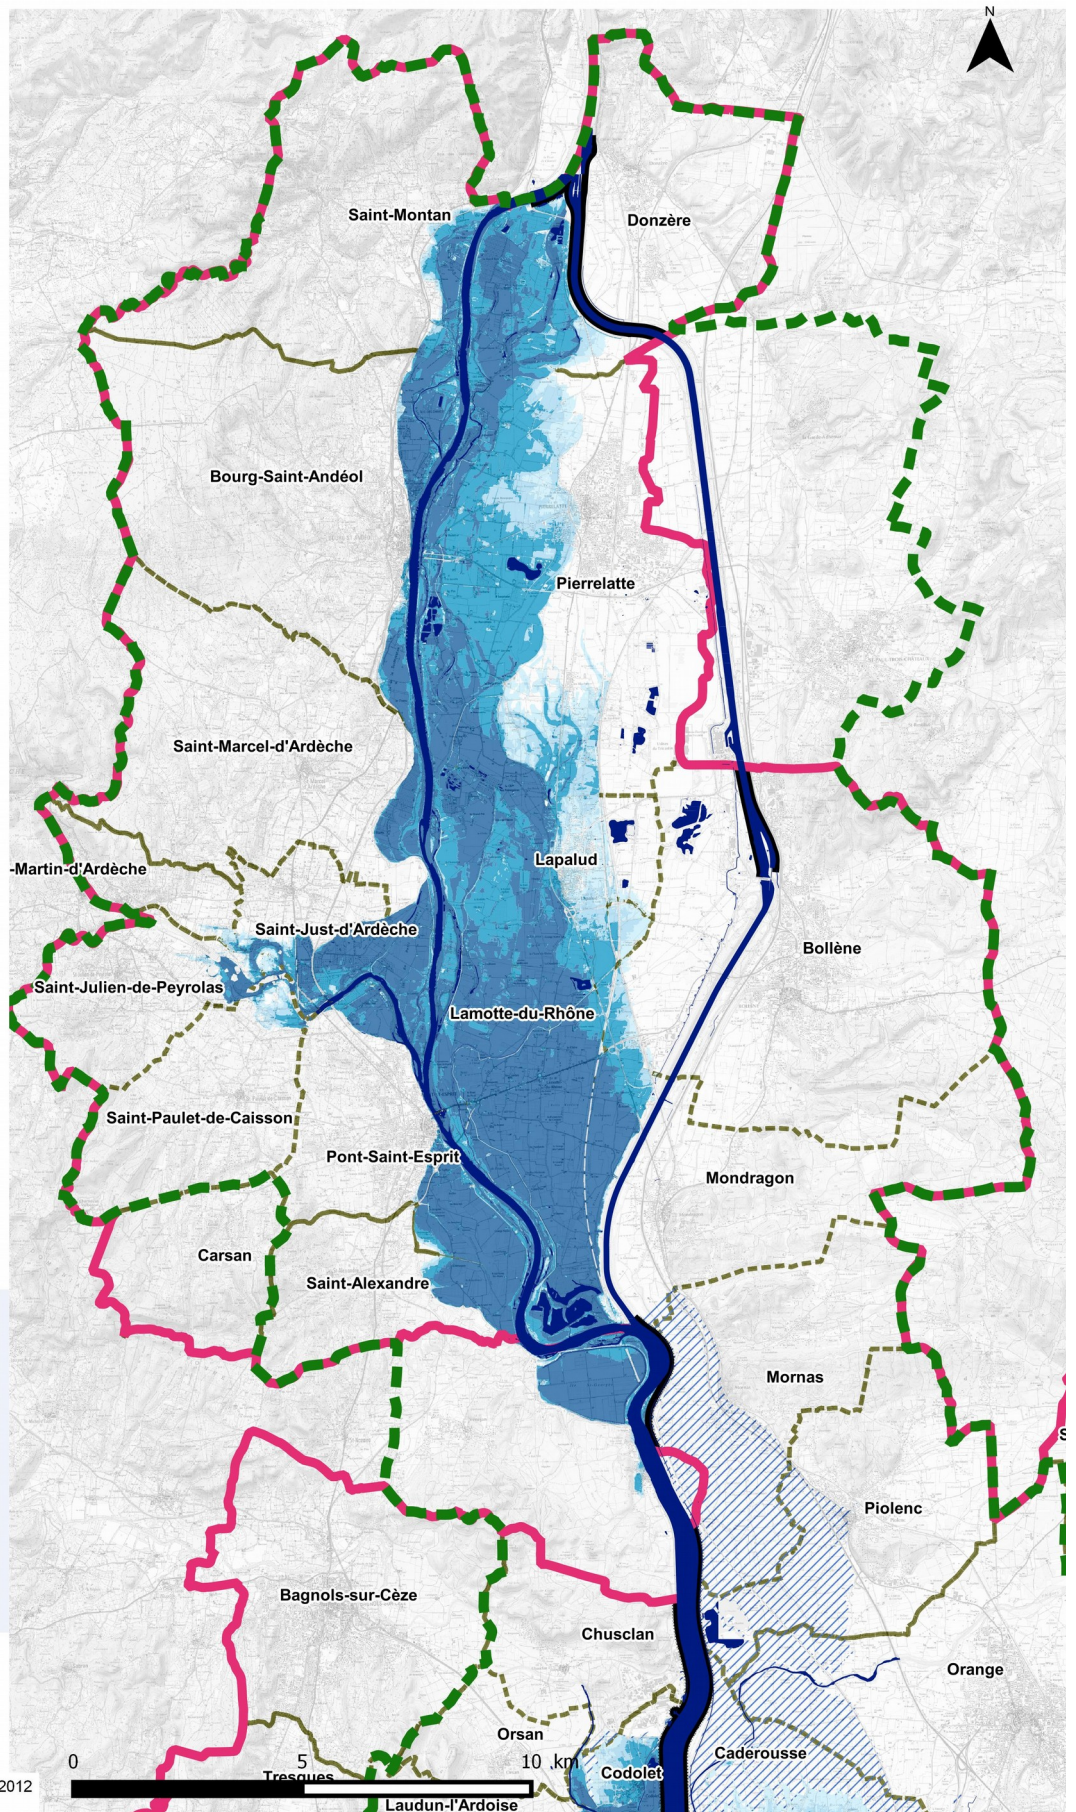 N
Saint-Montan
Donzère
Bourg-Saint-Andéol
Pierrelatte
Saint-Marcel-d'Ardèche
Lapalud
-Martin-d'Ardèche
Saint-Just-d'Ardèche
Bollène
Saint-Julien-de-Peyrolas
Lamotte-du-Rhône
Saint-Paulet-de-Caisson
Pont-Saint-Esprit
Mondragon
Carsan
Saint-Alexandre
Mornas
S
Piolenc
Bagnols-sur-Cèze
Chusclan
Orange
Orsan
Caderousse
0 5 10 km
Codolet
Tresques
2012
Laudun-l'Ardoise